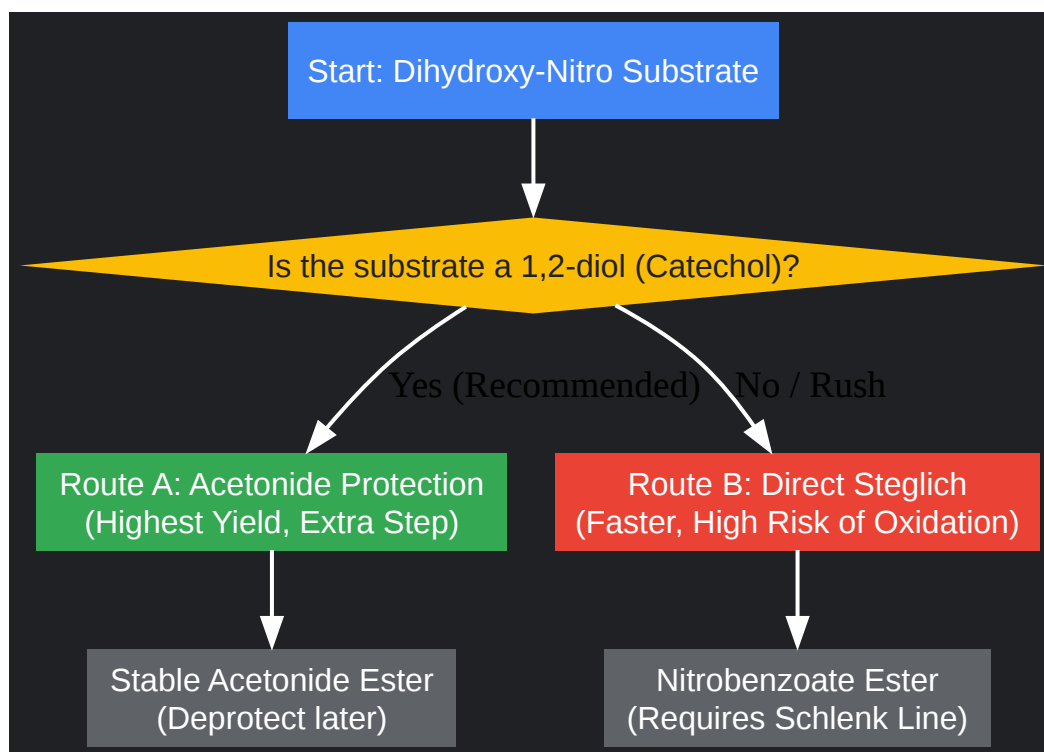 Start: Dihydroxy-Nitro Substrate
Is the substrate a 1,2-diol (Catechol)?
Yes (Recommended)
No / Rush
Route A: Acetonide Protection
(Highest Yield, Extra Step)
Route B: Direct Steglich
(Faster, High Risk of Oxidation)
Stable Acetonide Ester
(Deprotect later)
Nitrobenzoate Ester
(Requires Schlenk Line)